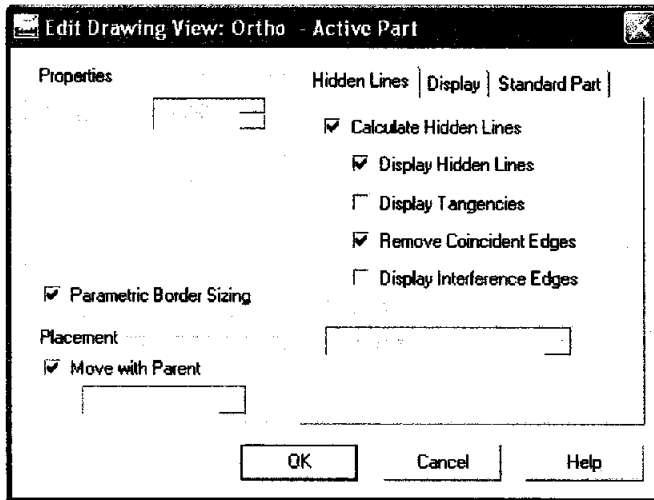 Edit Drawing View: Ortho - Active Part
Properties
Hidden Lines
Display
Standard Part
Calculate Hidden Lines
Display Hidden Lines
Display Tangencies
Remove Coincident Edges
Display Interference Edges
Parametric Border Sizing
Placement
Move with Parent
OK
Cancel
Help